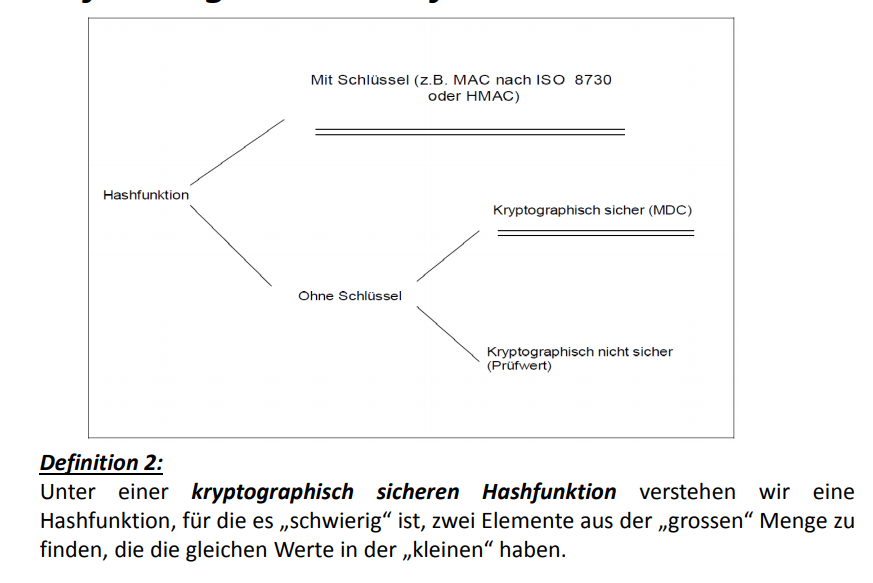 Mit Schlüssel (z.B. MAC nach ISO 8730
oder HMAC)
Hashfunktion
Kryptographisch sicher (MDC)
Ohne Schlüssel
Kryptographisch nicht sicher
(Prüfwert)
Definition 2:
Unter einer kryptographisch sicheren Hashfunktion verstehen wir eine
Hashfunktion, für die es „schwierig“ ist, zwei Elemente aus der „grossen“ Menge zu
finden, die die gleichen Werte in der „kleinen“ haben.